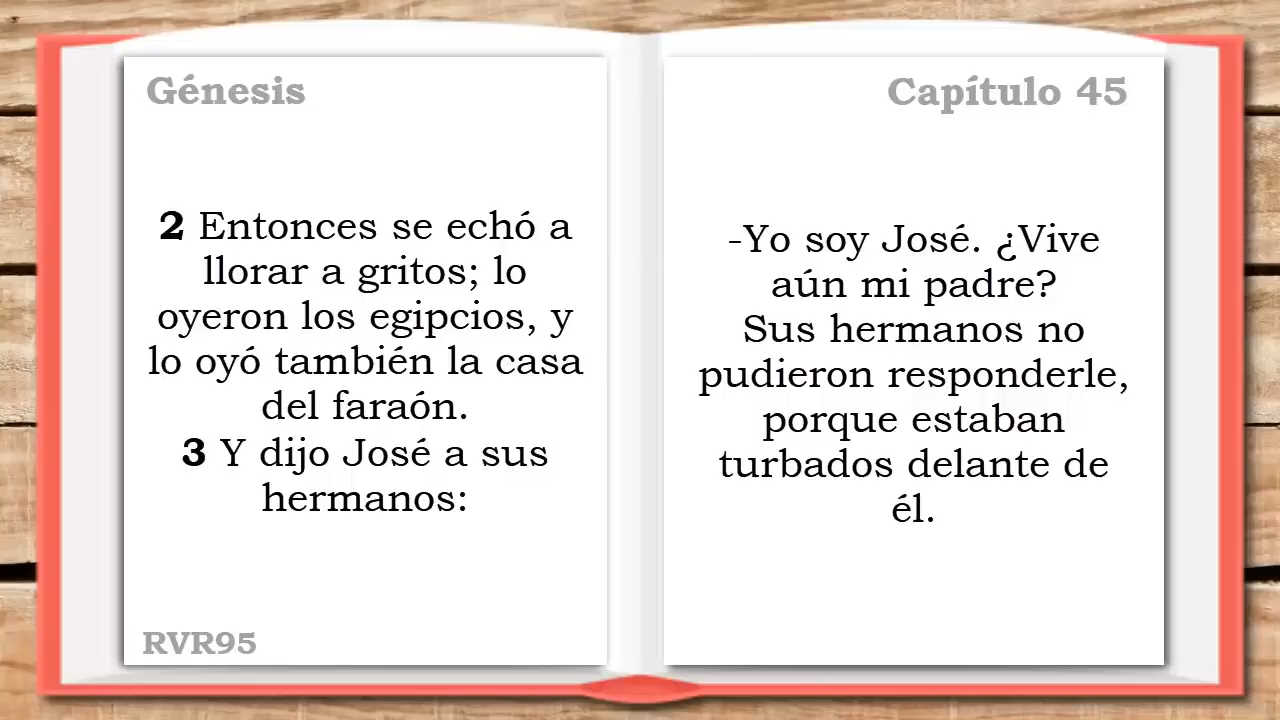 Génesis
2 Entonces se echó a
llorar a gritos; lo
oyeron los egipcios, y
lo oyó también la casa
del faraón.
3 Y dijo José a sus
hermanos:
RVR95
Capítulo 45
-Yo soy José. ¿Vive
aún mi padre?
Sus hermanos no
pudieron responderle,
porque estaban
turbados delante de
él.